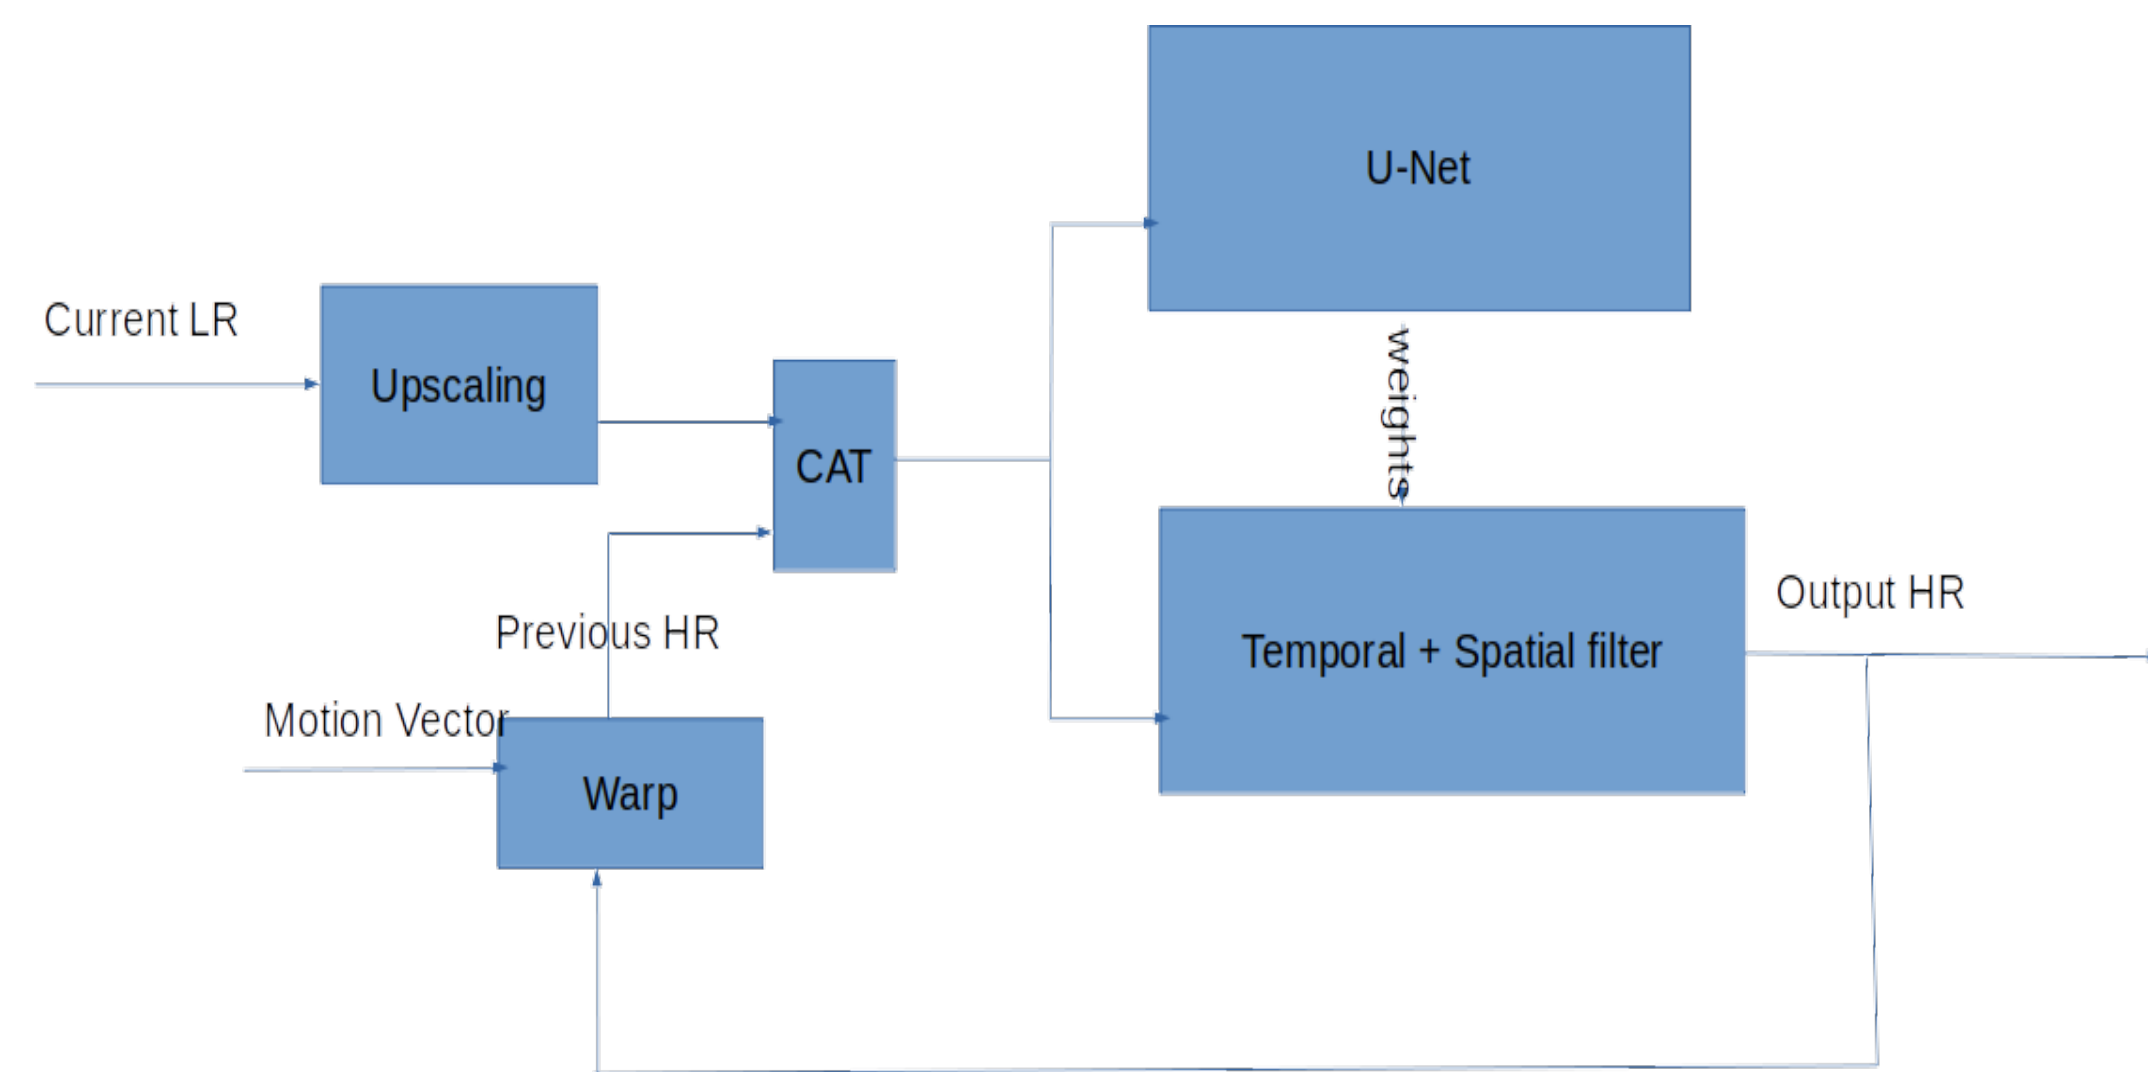 U-Net
Current LR
Upscaling
weights
CAT
Output HR
Previous HR
Temporal + Spatial filter
Motion Vector
Warp